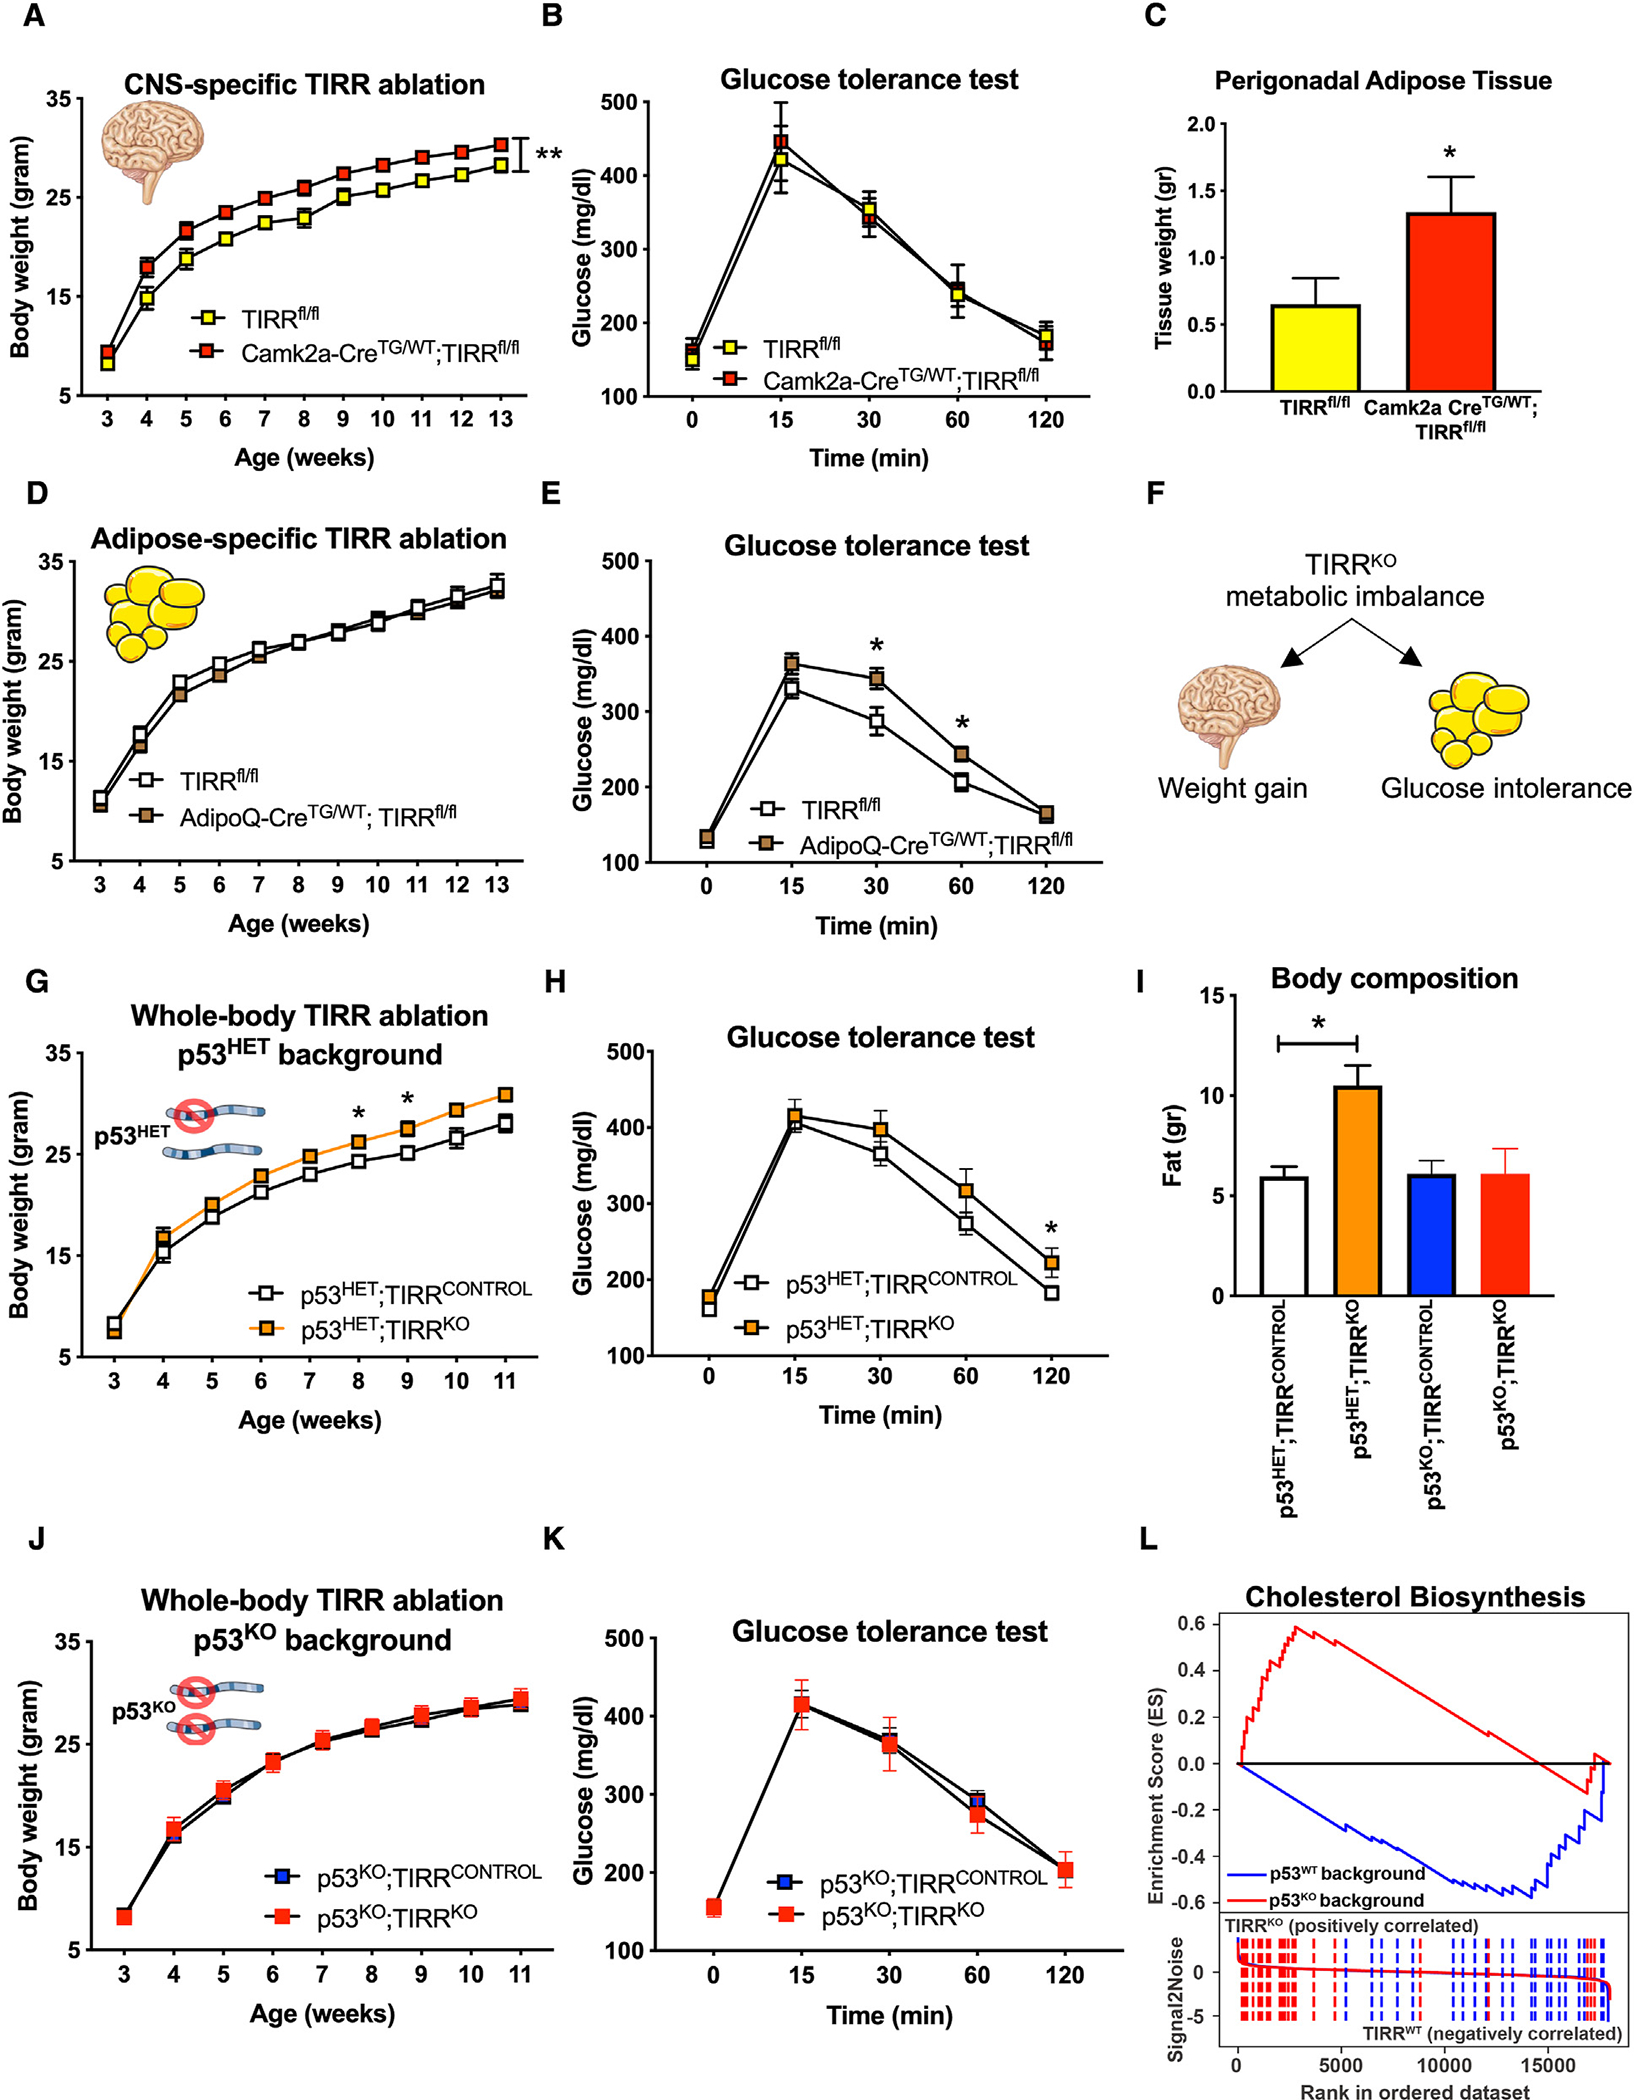 A
CNS-specific TIRR ablation
Body weight (gram)
35
25
15
5
**
TIRRfl/fl
Camk2a-CreTG/WT;TIRRfl/fl
3 4 5 6 7 8 9 10 11 12 13
Age (weeks)
B
Glucose tolerance test
Glucose (mg/dl)
500
400
300
200
100
TIRRfl/fl
Camk2a-CreTG/WT;TIRRfl/fl
0 15 30 60 120
Time (min)
C
Perigonadal Adipose Tissue
Tissue weight (gr)
2.0
1.5
1.0
0.5
0.0
*
TIRRfl/fl
Camk2a CreTG/WT;
TIRRfl/fl
D
Adipose-specific TIRR ablation
Body weight (gram)
35
25
15
5
TIRRfl/fl
AdipoQ-CreTG/WT; TIRRfl/fl
3 4 5 6 7 8 9 10 11 12 13
Age (weeks)
E
Glucose tolerance test
Glucose (mg/dl)
500
400
300
200
100
*
*
TIRRfl/fl
AdipoQ-CreTG/WT;TIRRfl/fl
0 15 30 60 120
Time (min)
F
TIRRKO
metabolic imbalance
Weight gain
Glucose intolerance
G
Whole-body TIRR ablation
p53HET background
Body weight (gram)
35
25
15
5
p53HET
* *
p53HET;TIRRCONTROL
p53HET;TIRRKO
3 4 5 6 7 8 9 10 11
Age (weeks)
H
Glucose tolerance test
Glucose (mg/dl)
500
400
300
200
100
*
p53HET;TIRRCONTROL
p53HET;TIRRKO
0 15 30 60 120
Time (min)
I
Body composition
Fat (gr)
15
10
5
0
*
p53HET;TIRRCONTROL
p53HET;TIRRKO
p53KO;TIRRCONTROL
p53KO;TIRRKO
J
Whole-body TIRR ablation
p53KO background
Body weight (gram)
35
25
15
5
p53KO
p53KO;TIRRCONTROL
p53KO;TIRRKO
3 4 5 6 7 8 9 10 11
Age (weeks)
K
Glucose tolerance test
Glucose (mg/dl)
500
400
300
200
100
p53KO;TIRRCONTROL
p53KO;TIRRKO
0 15 30 60 120
Time (min)
L
Cholesterol Biosynthesis
Enrichment Score (ES)
0.6
0.4
0.2
0.0
-0.2
-0.4
-0.6
p53WT background
p53KO background
TIRRKO (positively correlated)
Signal2Noise
0
-5
TIRRWT (negatively correlated)
0 5000 10000 15000
Rank in ordered dataset